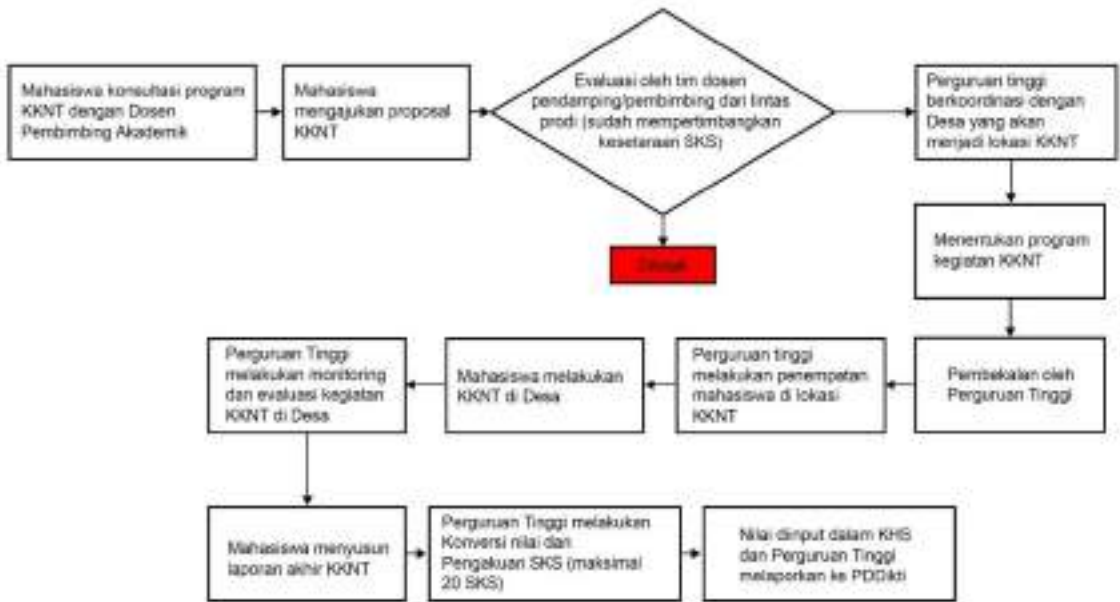 Mahasiswa konsultasi program
KKNT dengan Dosen
Pembimbing Akademik
Mahasiswa
mengajukan proposal
KKNT
Evaluasi oleh tim dosen
pendamping/pembimbing dari lintas
prodi (sudah mempertimbangkan
kesetaraan SKS)
Perguruan tinggi
berkoordinasi dengan
Desa yang akan
menjadi lokasi KKNT
Menentukan program
kegiatan KKNT
Pembekalan oleh
Perguruan Tinggi
Perguruan tinggi
melakukan penempatan
mahasiswa di lokasi
KKNT
Mahasiswa melakukan
KKNT di Desa
Perguruan Tinggi
melakukan monitoring
dan evaluasi kegiatan
KKNT di Desa
Mahasiswa menyusun
laporan akhir KKNT
Perguruan Tinggi melakukan
Konversi nilai dan
Pengakuan SKS (maksimal
20 SKS)
Nilai diinput dalam KHS
dan Perguruan Tinggi
melaporkan ke PDDikti